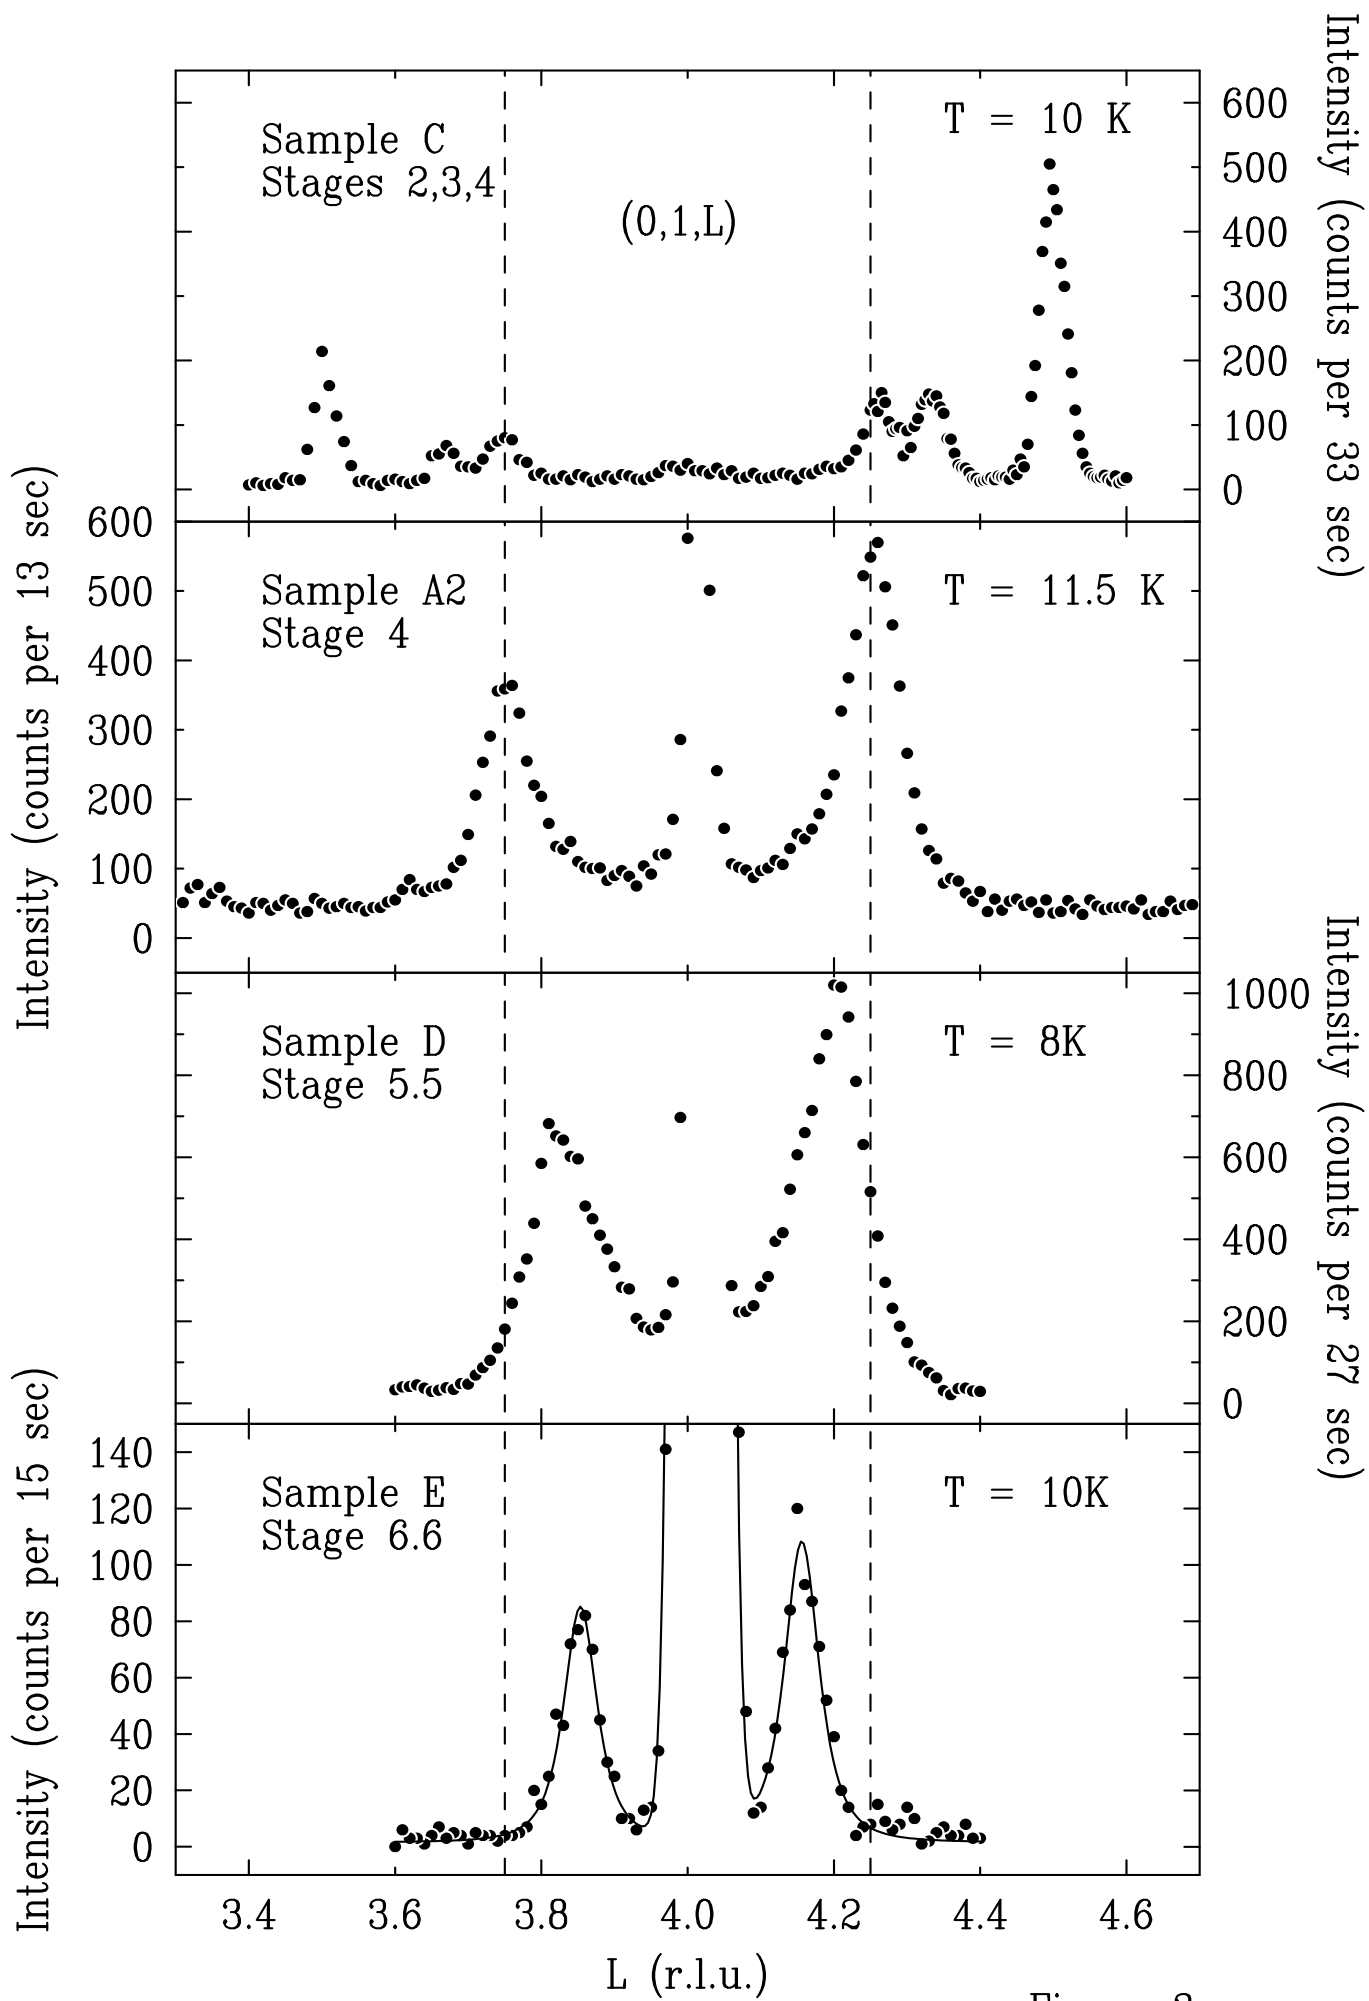 Sample C
Stages 2,3,4
(0,1,L)
T = 10 K
600
500
400
300
200
100
0
Intensity (counts per 33 sec)
Intensity (counts per 13 sec)
600
500
400
300
200
100
0
Sample A2
Stage 4
T = 11.5 K
Sample D
Stage 5.5
T = 8K
1000
800
600
400
200
0
Intensity (counts per 27 sec)
Intensity (counts per 15 sec)
140
120
100
80
60
40
20
0
Sample E
Stage 6.6
T = 10K
3.4 3.6 3.8 4.0 4.2 4.4 4.6
L (r.l.u.)